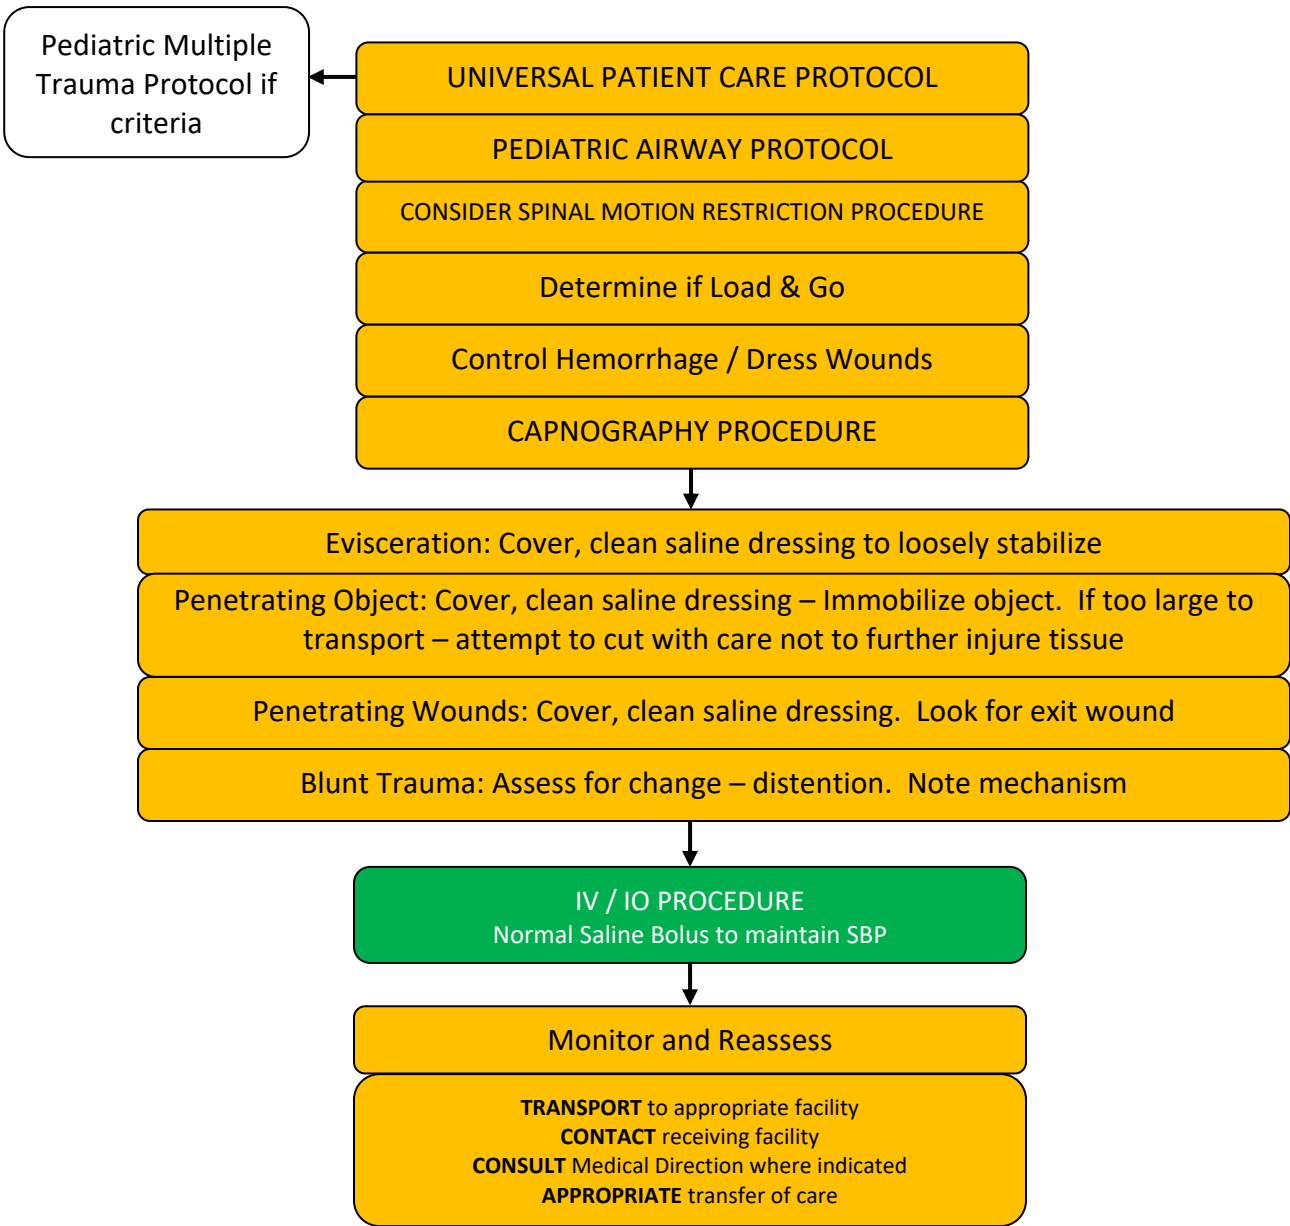 Pediatric Multiple
Trauma Protocol if
criteria
UNIVERSAL PATIENT CARE PROTOCOL
PEDIATRIC AIRWAY PROTOCOL
CONSIDER SPINAL MOTION RESTRICTION PROCEDURE
Determine if Load & Go
Control Hemorrhage / Dress Wounds
CAPNOGRAPHY PROCEDURE
Evisceration: Cover, clean saline dressing to loosely stabilize
Penetrating Object: Cover, clean saline dressing – Immobilize object. If too large to
transport – attempt to cut with care not to further injure tissue
Penetrating Wounds: Cover, clean saline dressing. Look for exit wound
Blunt Trauma: Assess for change – distention. Note mechanism
IV / IO PROCEDURE
Normal Saline Bolus to maintain SBP
Monitor and Reassess
TRANSPORT to appropriate facility
CONTACT receiving facility
CONSULT Medical Direction where indicated
APPROPRIATE transfer of care